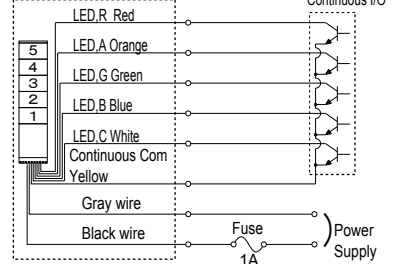 Continuous I/O
LED,R Red
5
LED,A Orange
4
LED,G Green
3
2
LED,B Blue
1
LED,C White
Continuous Com
Yellow
Gray wire
Black wire
Fuse
1A
Power
Supply